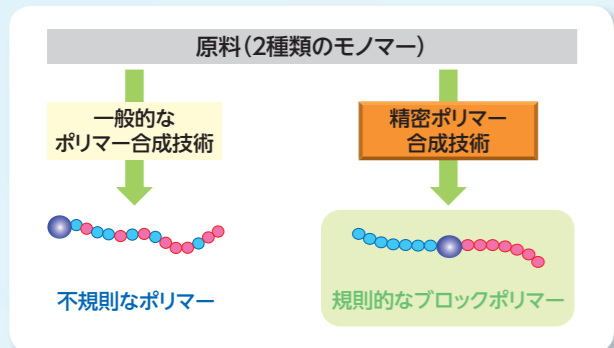 原料（2種類のモノマー）
一般的な
ポリマー合成技術
精密ポリマー
合成技術
不規則なポリマー
規則的なブロックポリマー